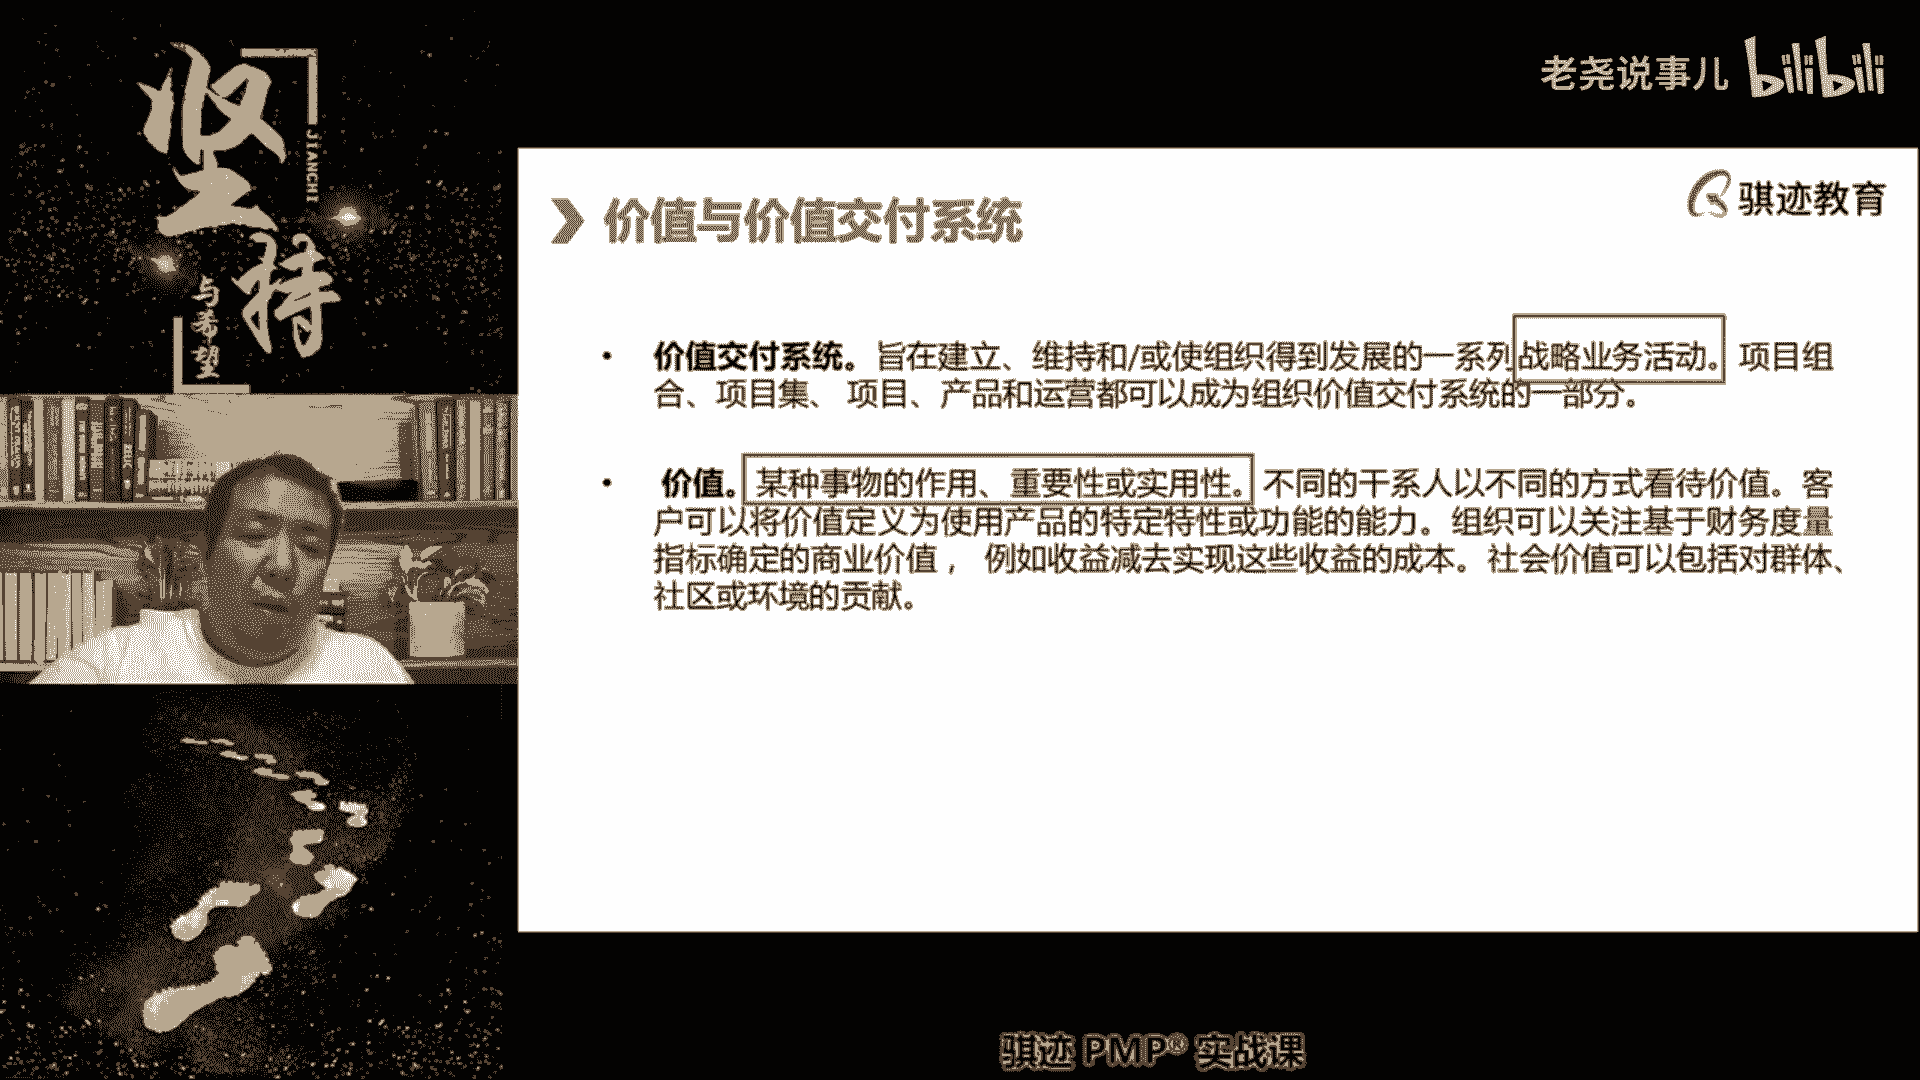 坚持
JIANCHI
与希望
老尧说事儿 bilibili
骐迹教育
价值与价值交付系统
• 价值交付系统。旨在建立、维持和/或使组织得到发展的一系列战略业务活动。 项目组
合、项目集、 项目、产品和运营都可以成为组织价值交付系统的一部分。
• 价值。某种事物的作用、重要性或实用性。不同的干系人以不同的方式看待价值。客
户可以将价值定义为使用产品的特定特性或功能的能力。组织可以关注基于财务度量
指标确定的商业价值， 例如收益减去实现这些收益的成本。社会价值可以包括对群体、
社区或环境的贡献。
骐迹 PMP® 实战课